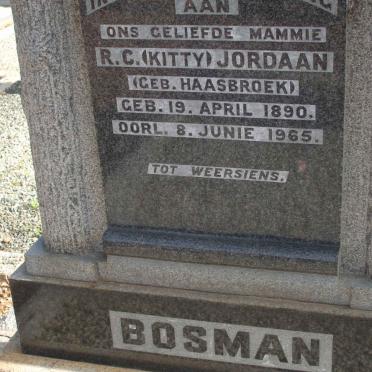 AAN
ONS GELIEFDE MAMMIE
R.C. (KITTY) JORDAAN
(GEB. HAASBROEK)
GEB. 19. APRIL 1890.
OORL. 8. JUNIE 1965.
TOT WEERSIENS.
BOSMAN